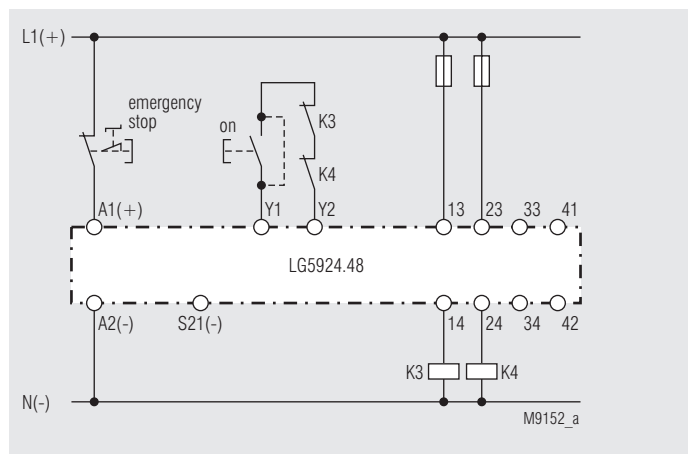 L1(+)
emergency
stop
on
K3
K4
A1(+)
Y1
Y2
13
23
33
41
LG5924.48
A2(-)
S21(-)
14
24
34
42
K3
K4
N(-)
M9152_a